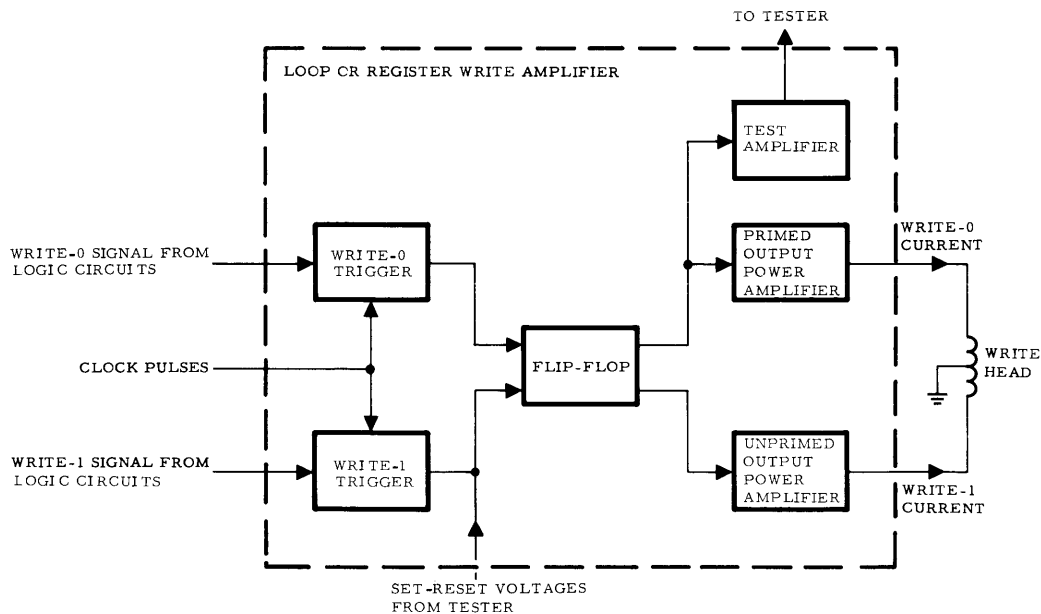 TO TESTER
LOOP CR REGISTER WRITE AMPLIFIER
TEST
AMPLIFIER
WRITE-0 SIGNAL FROM
LOGIC CIRCUITS
WRITE-0
TRIGGER
PRIMED
OUTPUT
POWER
AMPLIFIER
WRITE-0
CURRENT
CLOCK PULSES
FLIP-FLOP
WRITE
HEAD
WRITE-1 SIGNAL FROM
LOGIC CIRCUITS
WRITE-1
TRIGGER
UNPRIMED
OUTPUT
POWER
AMPLIFIER
WRITE-1
CURRENT
SET-RESET VOLTAGES
FROM TESTER